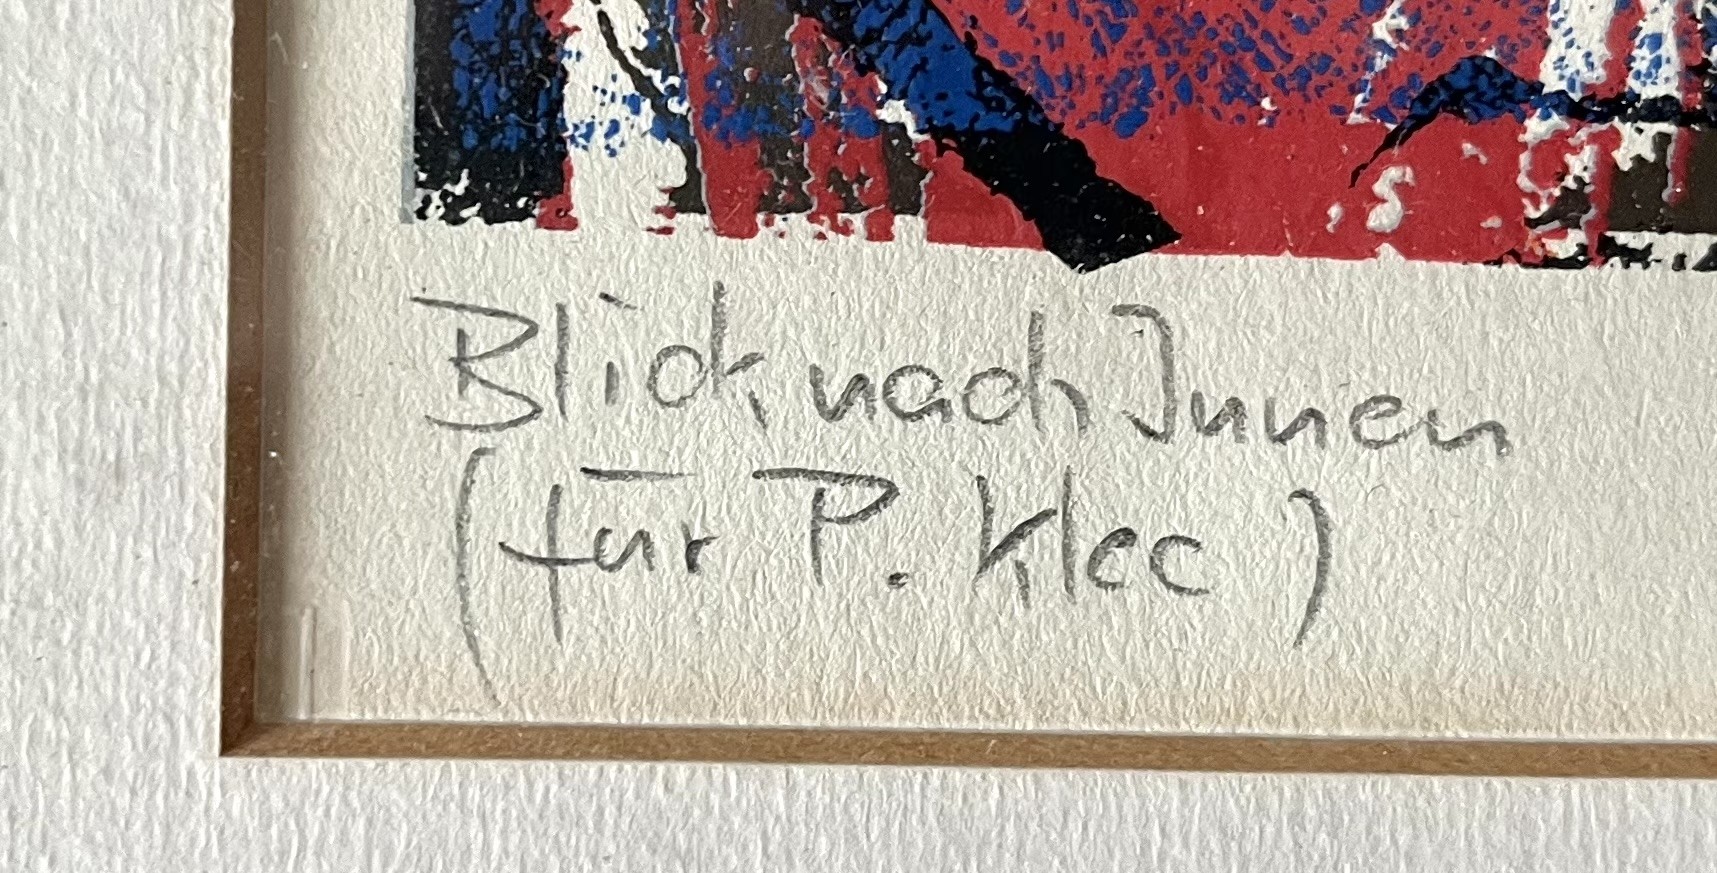 Blick nach Innen
(für P. Klee)